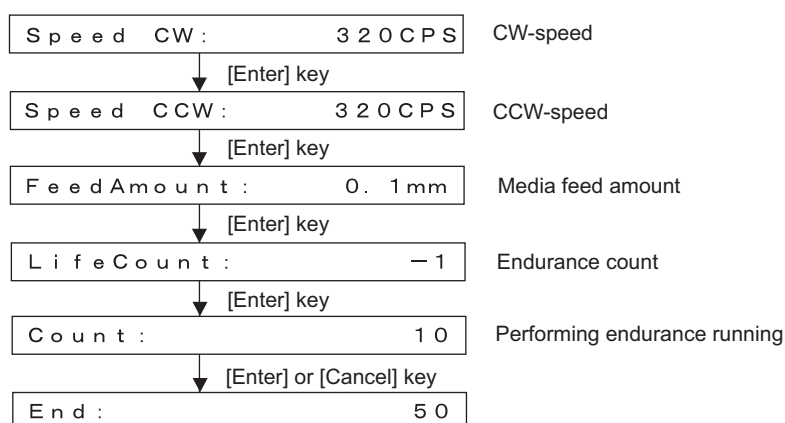 Speed CW: 320CPS CW-speed
[Enter] key
Speed CCW: 320CPS CCW-speed
[Enter] key
FeedAmount: 0. 1mm Media feed amount
[Enter] key
LifeCount: －1 Endurance count
[Enter] key
Count: 10 Performing endurance running
[Enter] or [Cancel] key
End: 50